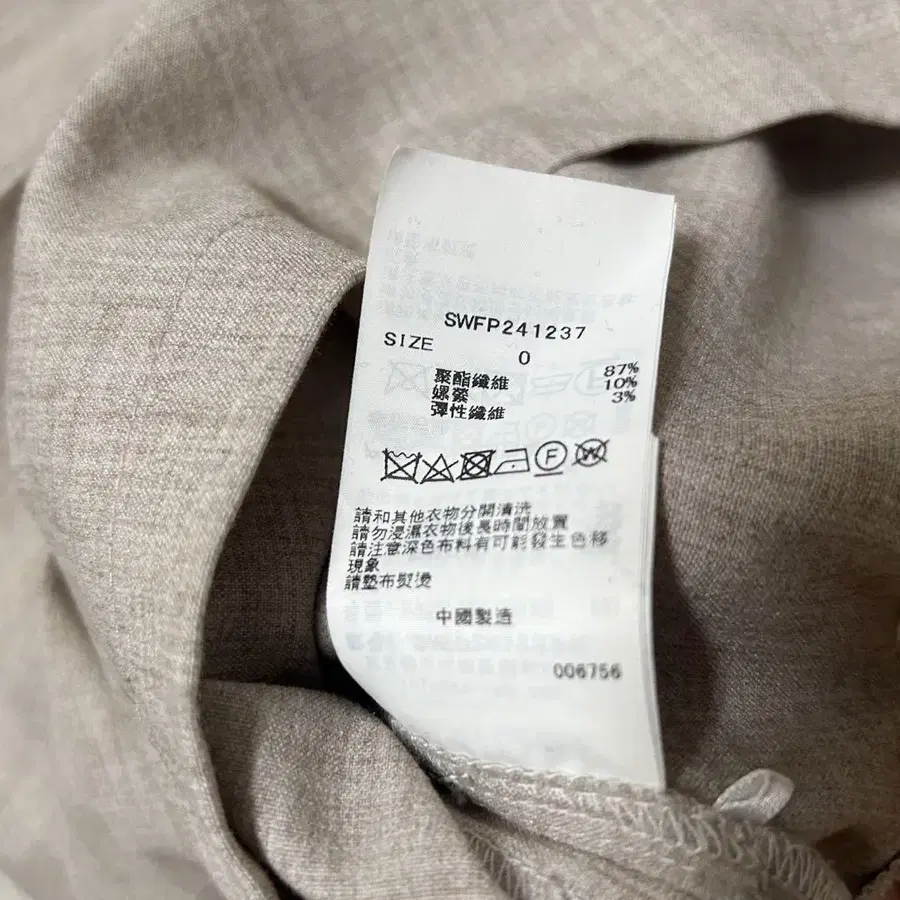 SWFP241237
SIZE 0
聚酯纖維 87%
嫘縈 10%
彈性纖維 3%
F W
請和其他衣物分開清洗
請勿浸濕衣物後長時間放置
請注意深色布料有可能發生色移
現象
請墊布熨燙
中國製造
006756